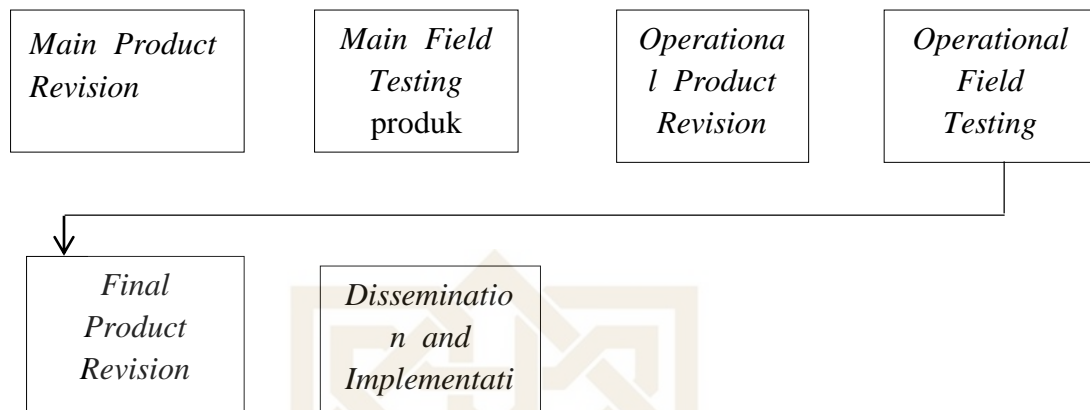 Main Product
Revision
Main Field
Testing
produk
Operationa
l Product
Revision
Operational
Field
Testing
Final
Product
Revision
Disseminatio
n and
Implementati